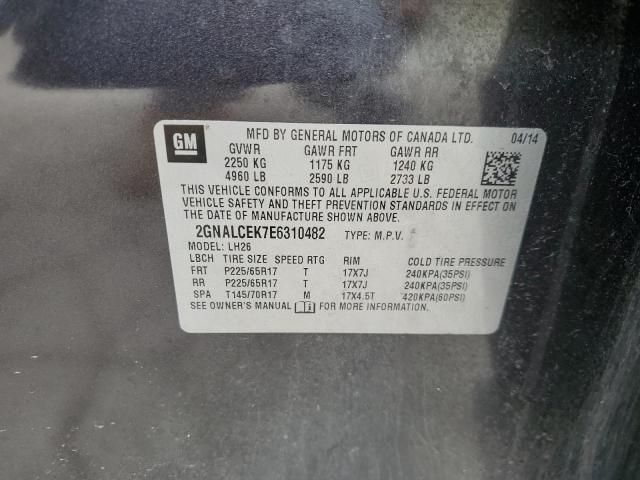 GM
MFD BY GENERAL MOTORS OF CANADA LTD. 04/14
GVWR GAWR FRT GAWR RR
2250 KG 1175 KG 1240 KG
4960 LB 2590 LB 2733 LB
THIS VEHICLE CONFORMS TO ALL APPLICABLE U.S. FEDERAL MOTOR
VEHICLE SAFETY AND THEFT PREVENTION STANDARDS IN EFFECT ON
THE DATE OF MANUFACTURE SHOWN ABOVE.
2GNALCEK7E6310482 TYPE: M.P.V.
MODEL: LH26
LBCH TIRE SIZE SPEED RTG RIM COLD TIRE PRESSURE
FRT P225/65R17 T 17X7J 240KPA(35PSI)
RR P225/65R17 T 17X7J 240KPA(35PSI)
SPA T145/70R17 M 17X4.5T 420KPA(60PSI)
SEE OWNER'S MANUAL FOR MORE INFORMATION.